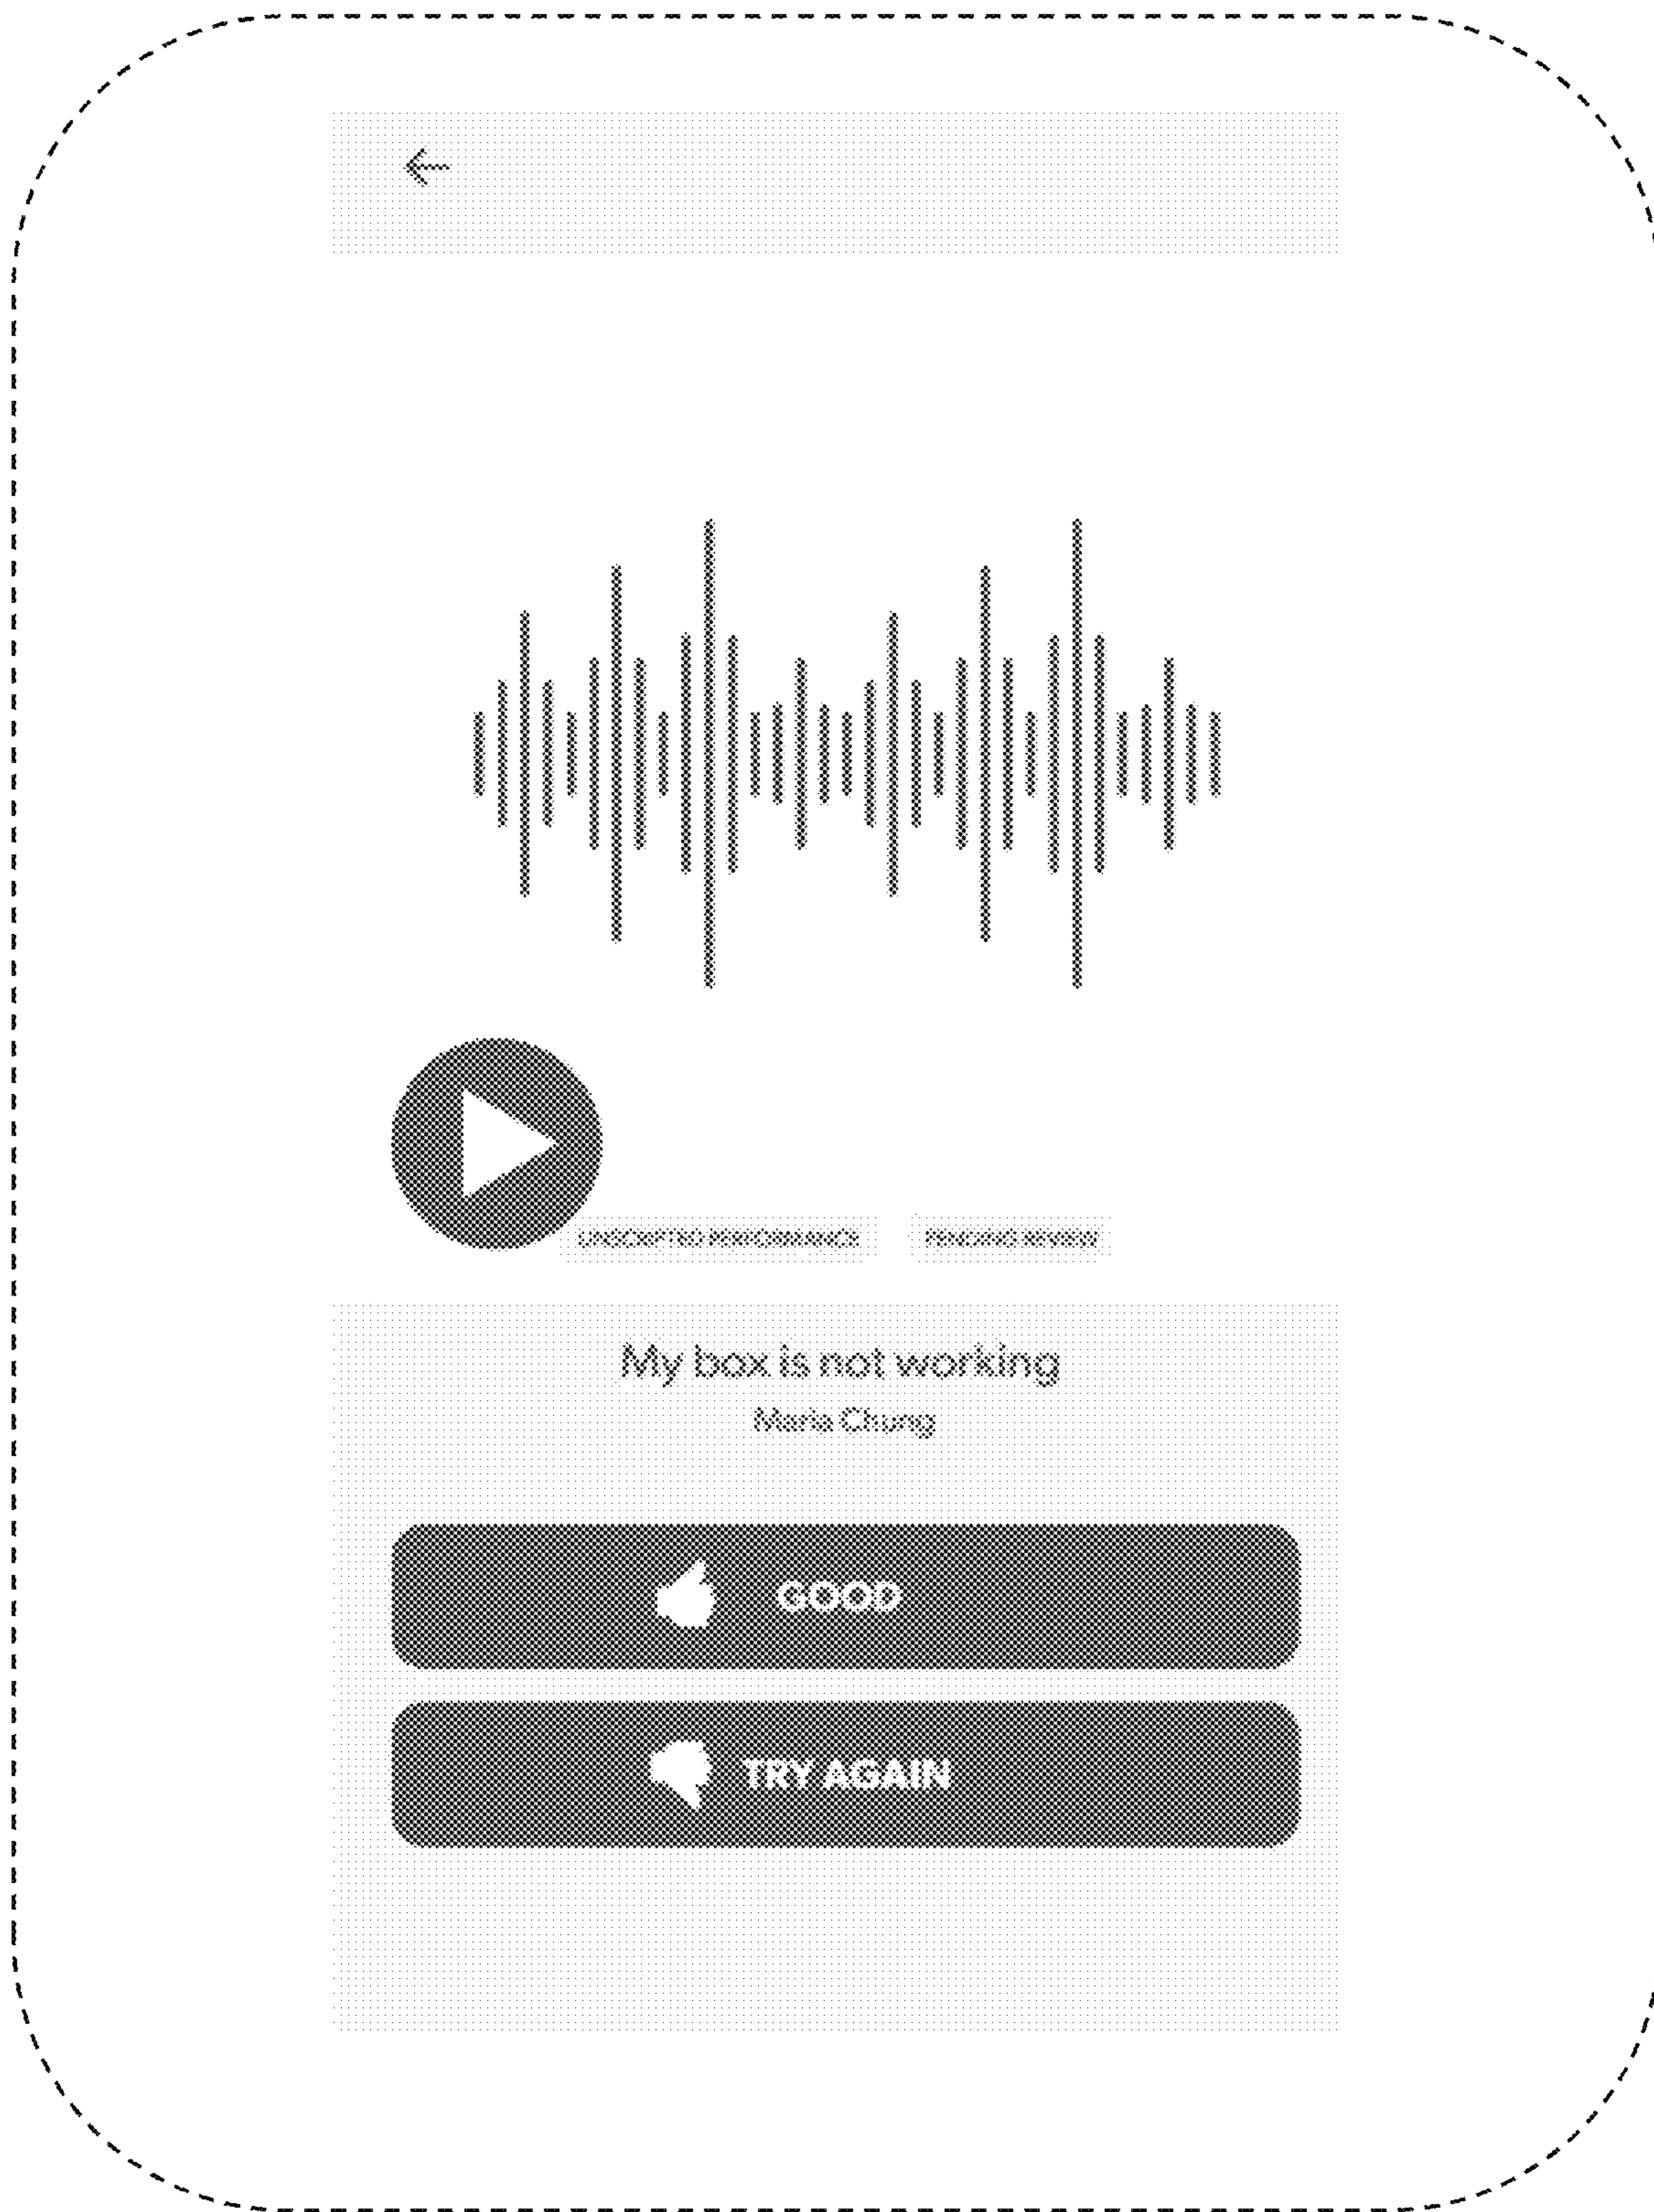 UNSCRIPTED PERFORMANCE PENDING REVIEW
My box is not working
Maria Chung
GOOD
TRY AGAIN